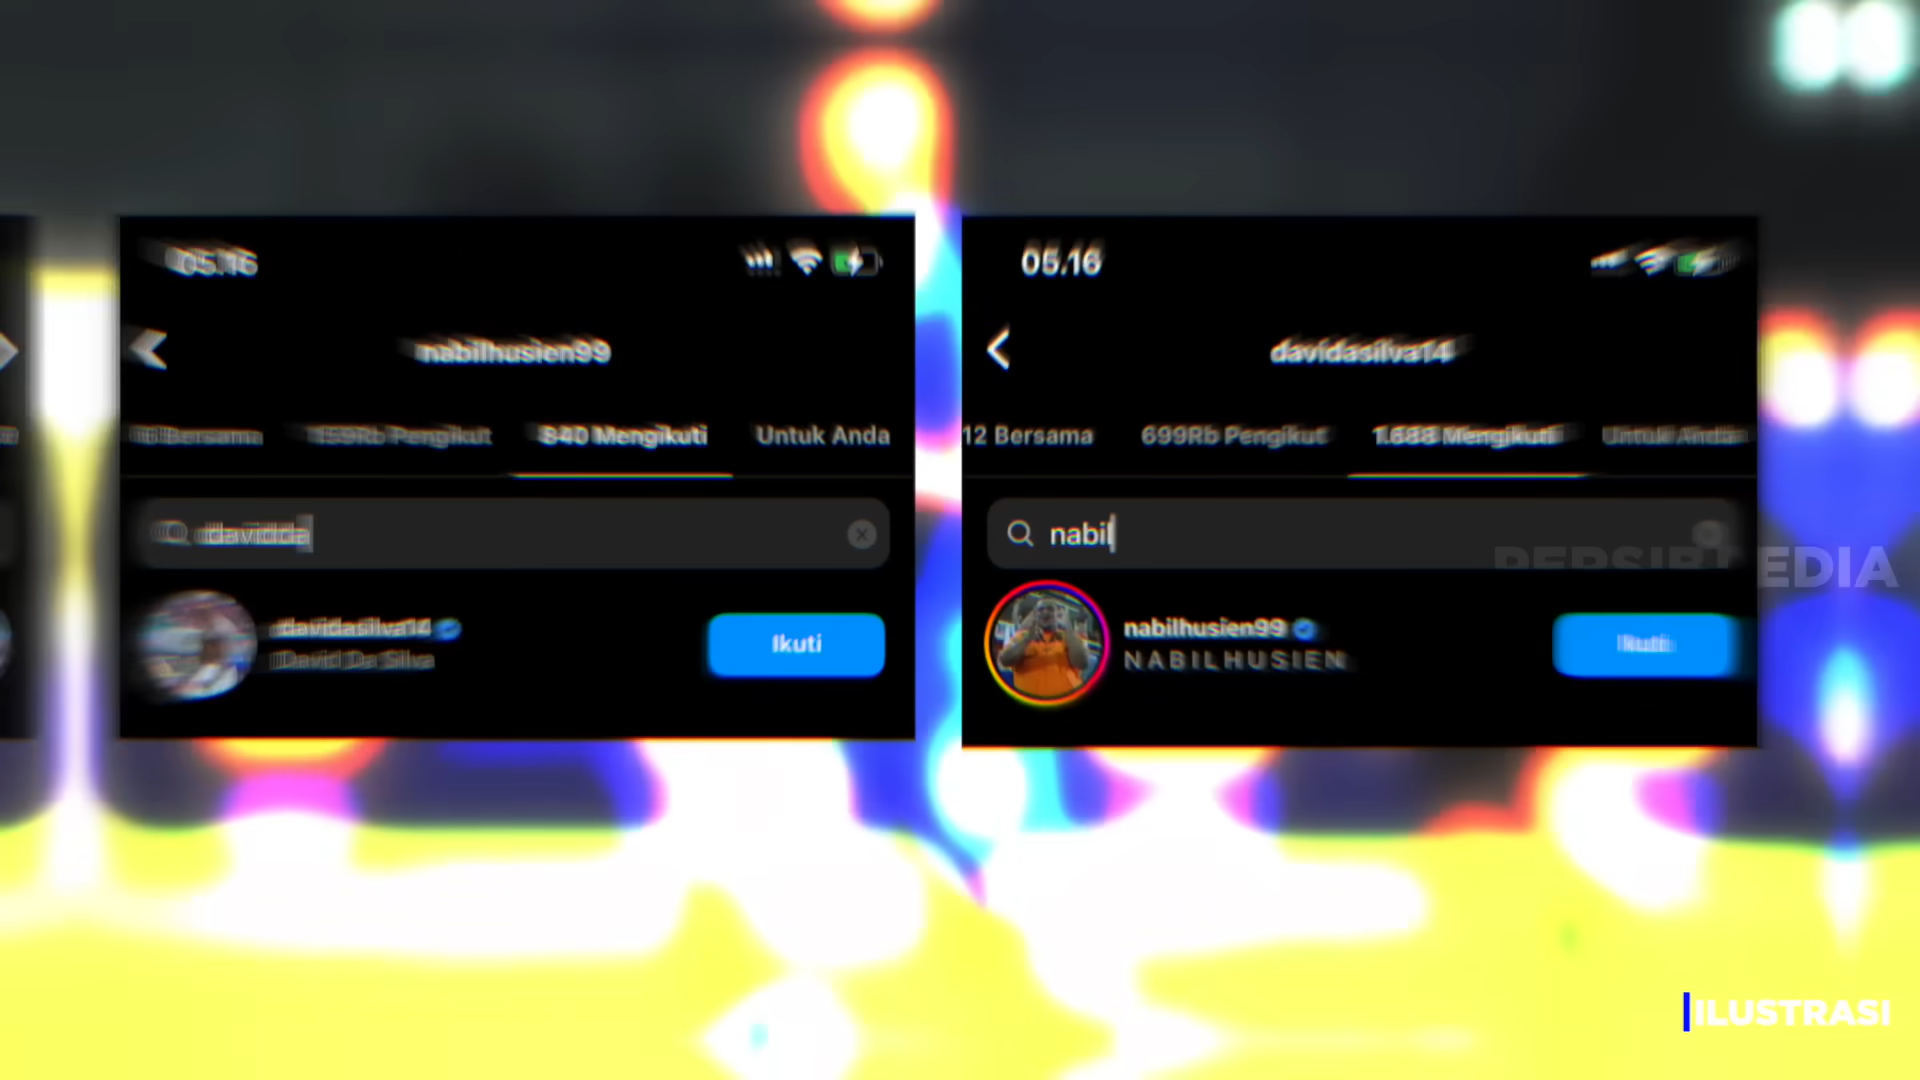 05.16
nabilhusien99
Bersama
Pengikut
840 Mengikuti
Untuk Anda
davidda
davidasilva14
David Da Silva
Ikuti
05.16
davidasilva14
12 Bersama
699Rb Pengikut
1.688 Mengikuti
Untuk Anda
nabil
nabilhusien99
NABILHUSIEN
Ikuti
EDIA
ILUSTRASI